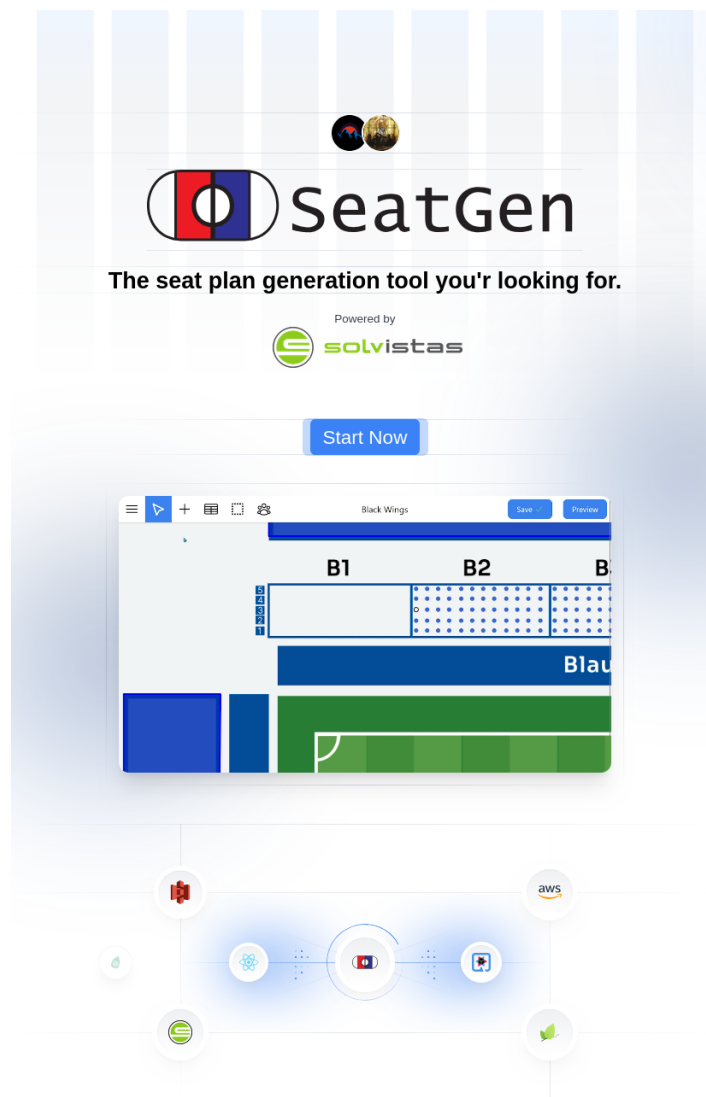 SeatGen
The seat plan generation tool you'r looking for.
Powered by
solvistas
Start Now
Black Wings
Save
Preview
B1
B2
B3
5
4
3
2
1
Blau
aws